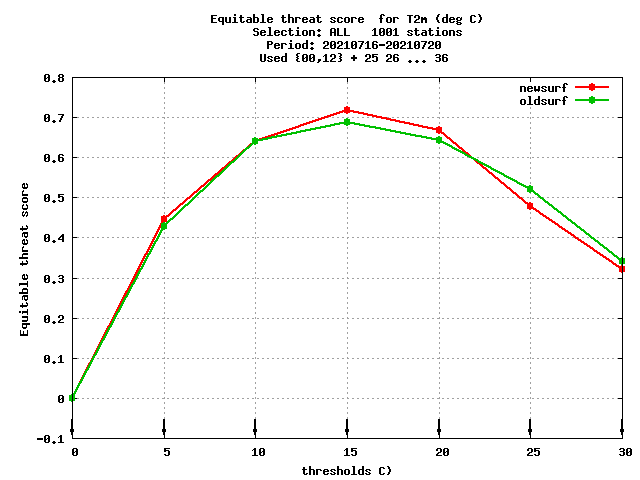 Equitable threat score  for T2m (deg C)
Selection: ALL   1001 stations
Period: 20210716-20210720
Used {00,12} + 25 26 ... 36
newsurf
oldsurf
Equitable threat score
0.8
0.7
0.6
0.5
0.4
0.3
0.2
0.1
0
-0.1
0 5 10 15 20 25 30
thresholds C)